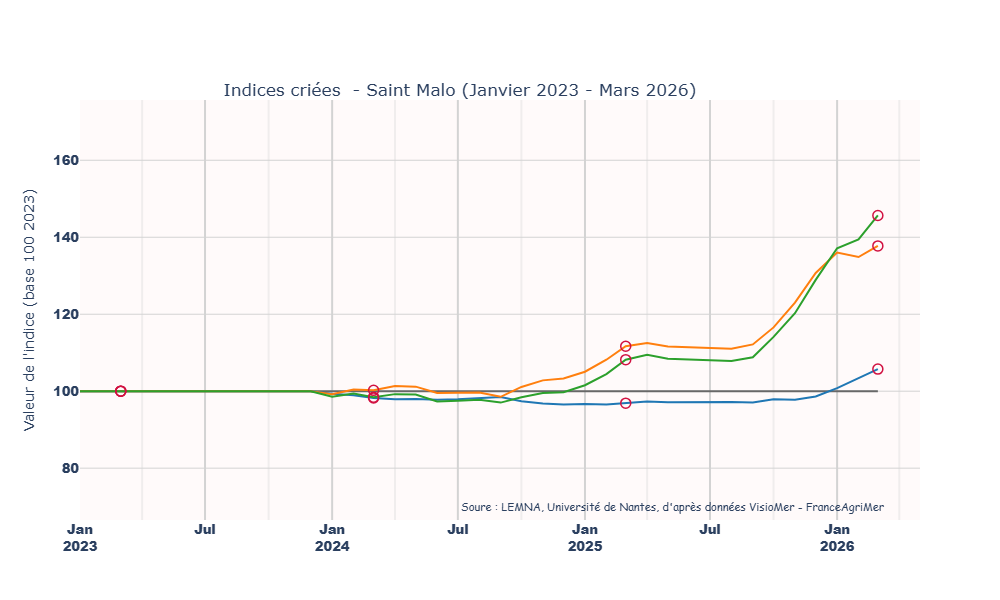 Indices criées  - Saint Malo (Janvier 2023 - Mars 2026)
Valeur de l'indice (base 100 2023)
160
140
120
100
80
Soure : LEMNA, Université de Nantes, d'après données VisioMer - FranceAgriMer
Jan Jul Jan Jul Jan Jul Jan
2023 2024 2025 2026